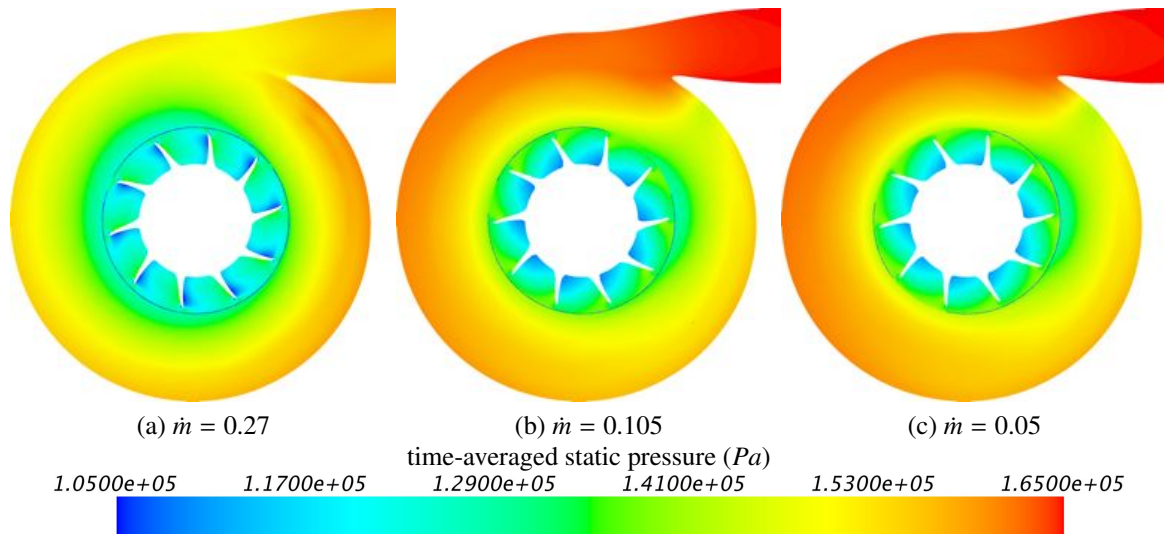 (a) ṁ = 0.27 (b) ṁ = 0.105 (c) ṁ = 0.05
time-averaged static pressure (Pa)
1.0500e+05 1.1700e+05 1.2900e+05 1.4100e+05 1.5300e+05 1.6500e+05